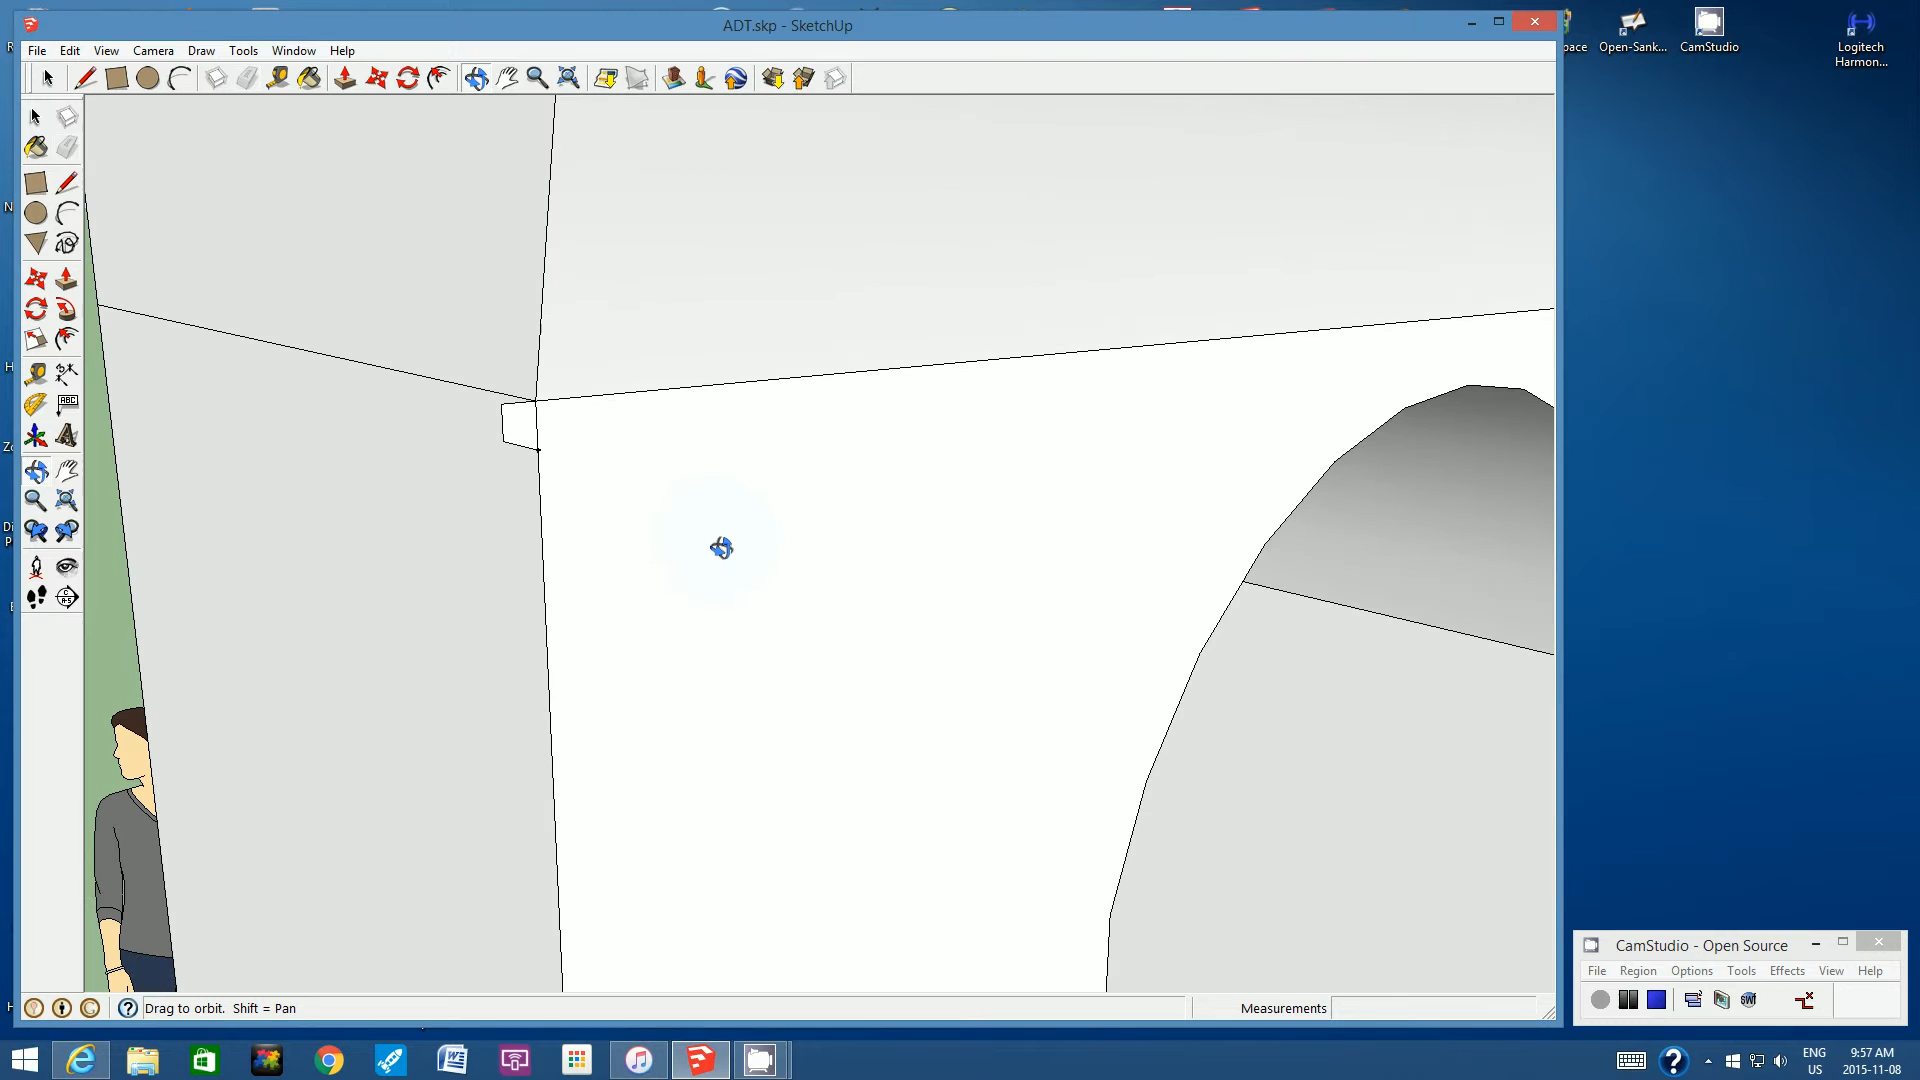 ADT.skp - SketchUp
File Edit View Camera Draw Tools Window Help
ABC
Drag to orbit. Shift = Pan
Measurements
Open-Sank...
CamStudio
Logitech
Harmon...
CamStudio - Open Source
File Region Options Tools Effects View Help
ENG
US
9:57 AM
2015-11-08